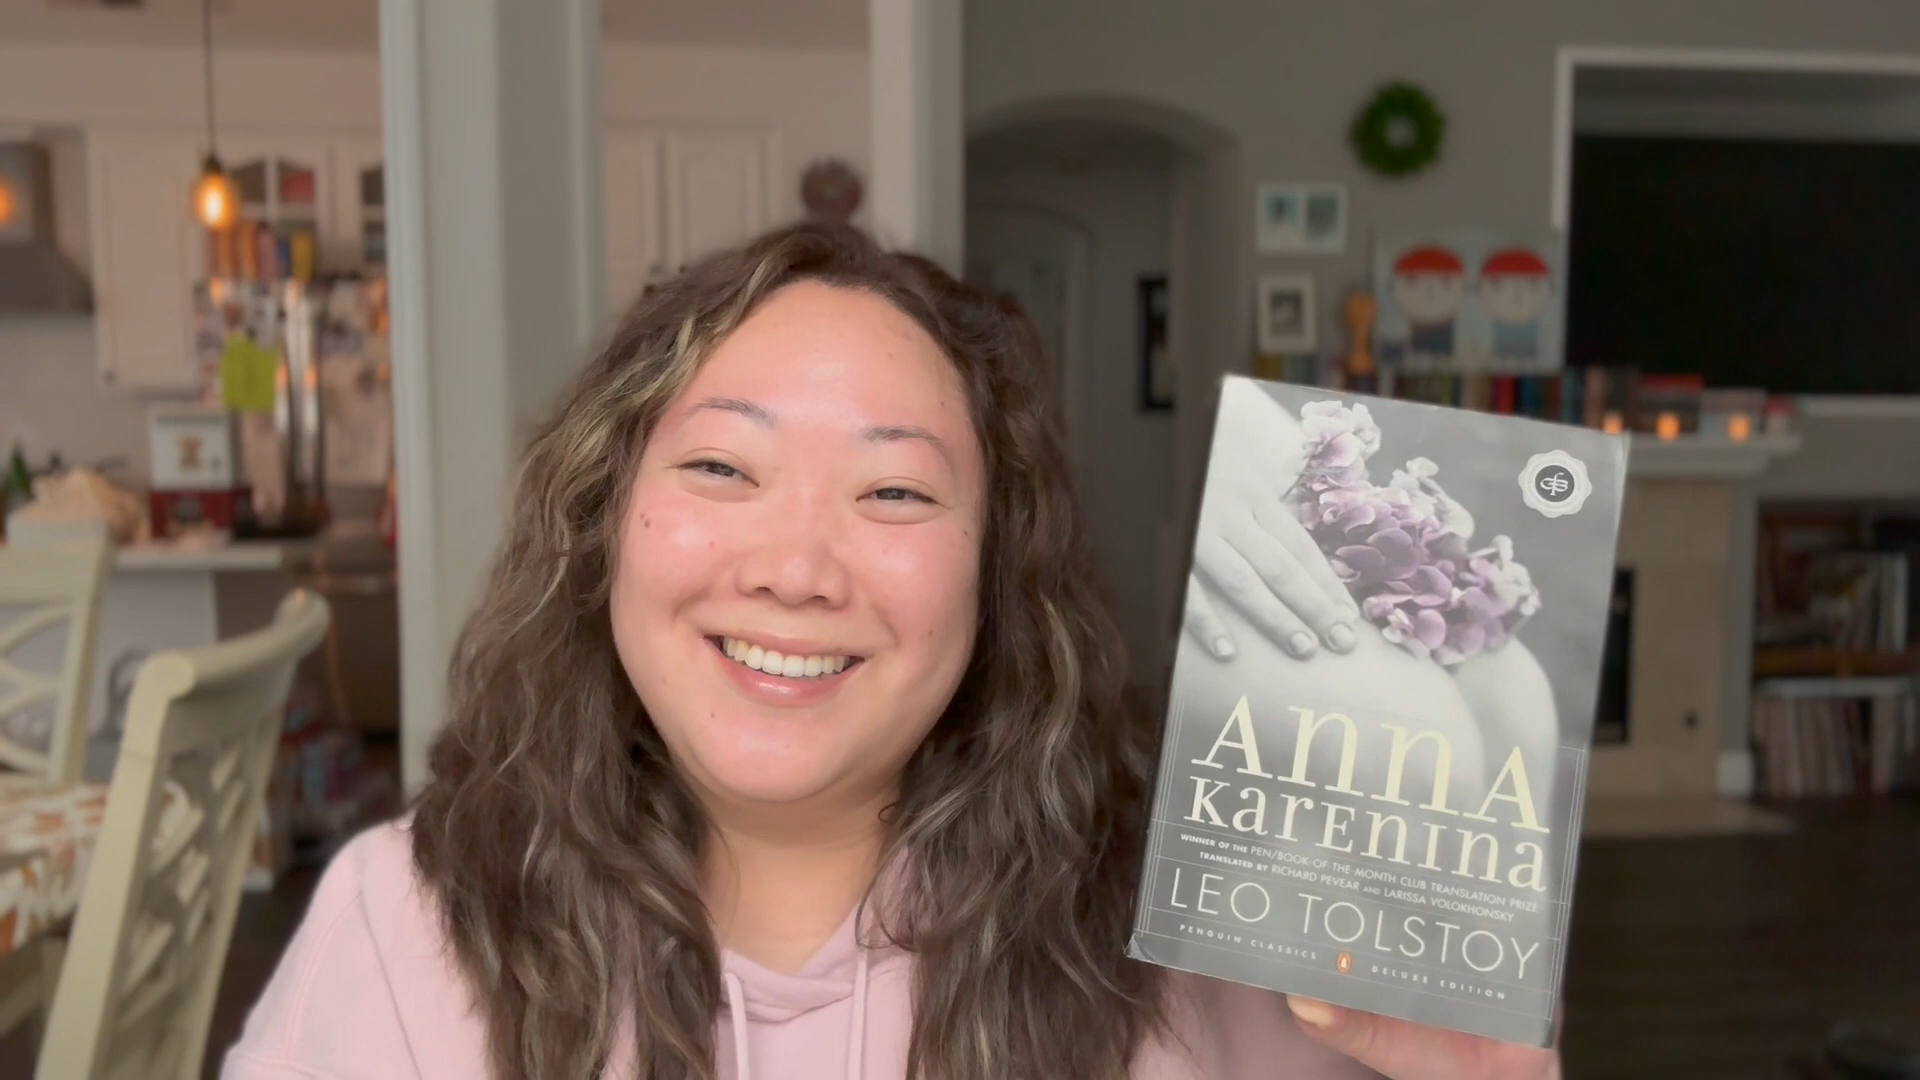 Anna
Karenina
WINNER OF THE PEN/BOOK-OF-THE-MONTH CLUB TRANSLATION PRIZE
TRANSLATED BY RICHARD PEVEAR AND LARISSA VOLOKHONSKY
LEO TOLSTOY
PENGUIN CLASSICS DELUXE EDITION